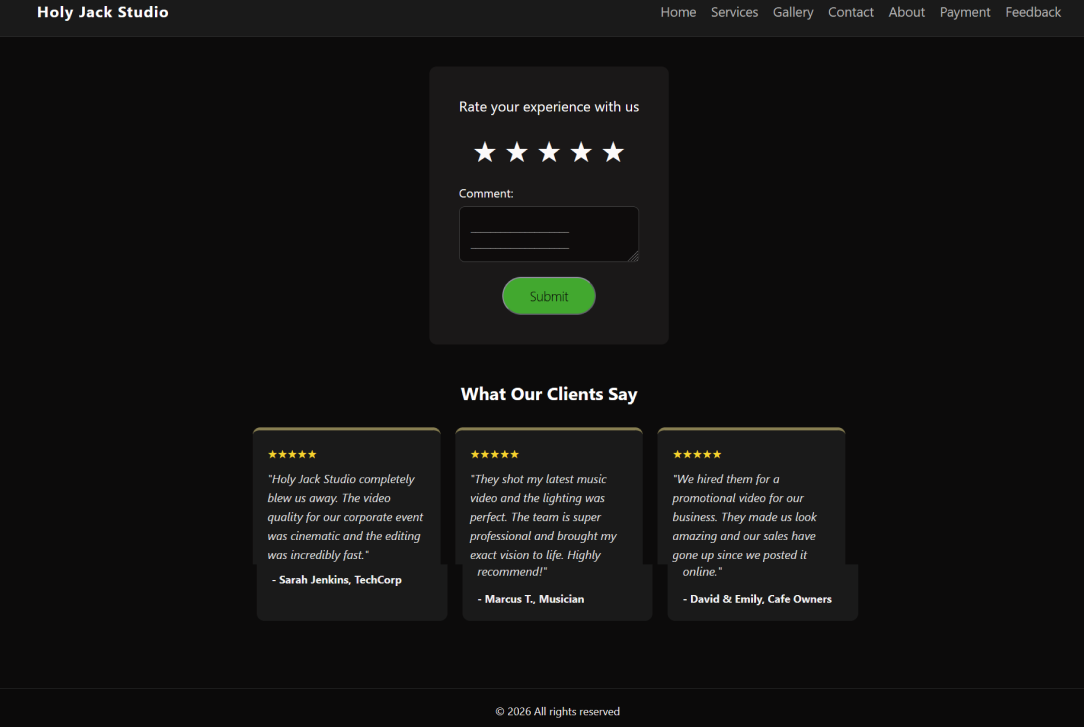 Holy Jack Studio
Home Services Gallery Contact About Payment Feedback
Rate your experience with us
★ ★ ★ ★ ★
Comment:
Submit
What Our Clients Say
★★★★★
"Holy Jack Studio completely
blew us away. The video
quality for our corporate event
was cinematic and the editing
was incredibly fast."
- Sarah Jenkins, TechCorp
★★★★★
"They shot my latest music
video and the lighting was
perfect. The team is super
professional and brought my
exact vision to life. Highly
recommend!"
- Marcus T., Musician
★★★★★
"We hired them for a
promotional video for our
business. They made us look
amazing and our sales have
gone up since we posted it
online."
- David & Emily, Cafe Owners
© 2026 All rights reserved